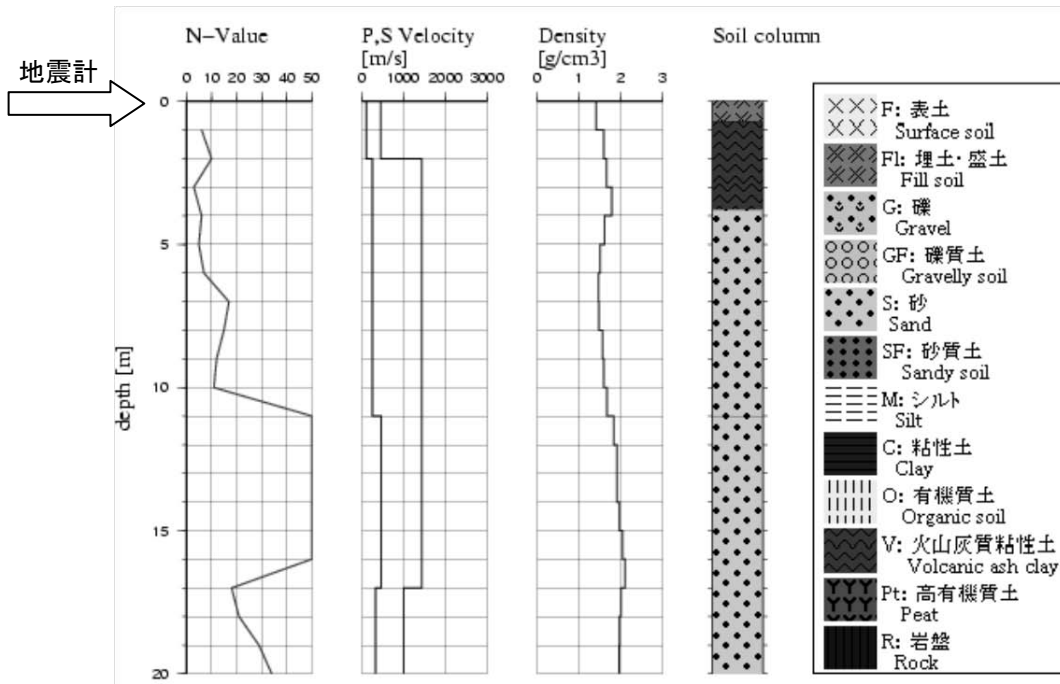 N-Value
P,S Velocity
[m/s]
Density
[g/cm3]
Soil column
地震計
0 10 20 30 40 50
0 1000 2000 3000
0 1 2 3
0
5
10
15
20
depth [m]
F: 表土
Surface soil
Fl: 埋土・盛土
Fill soil
G: 礫
Gravel
GF: 礫質土
Gravelly soil
S: 砂
Sand
SF: 砂質土
Sandy soil
M: シルト
Silt
C: 粘性土
Clay
O: 有機質土
Organic soil
V: 火山灰質粘性土
Volcanic ash clay
Pt: 高有機質土
Peat
R: 岩盤
Rock